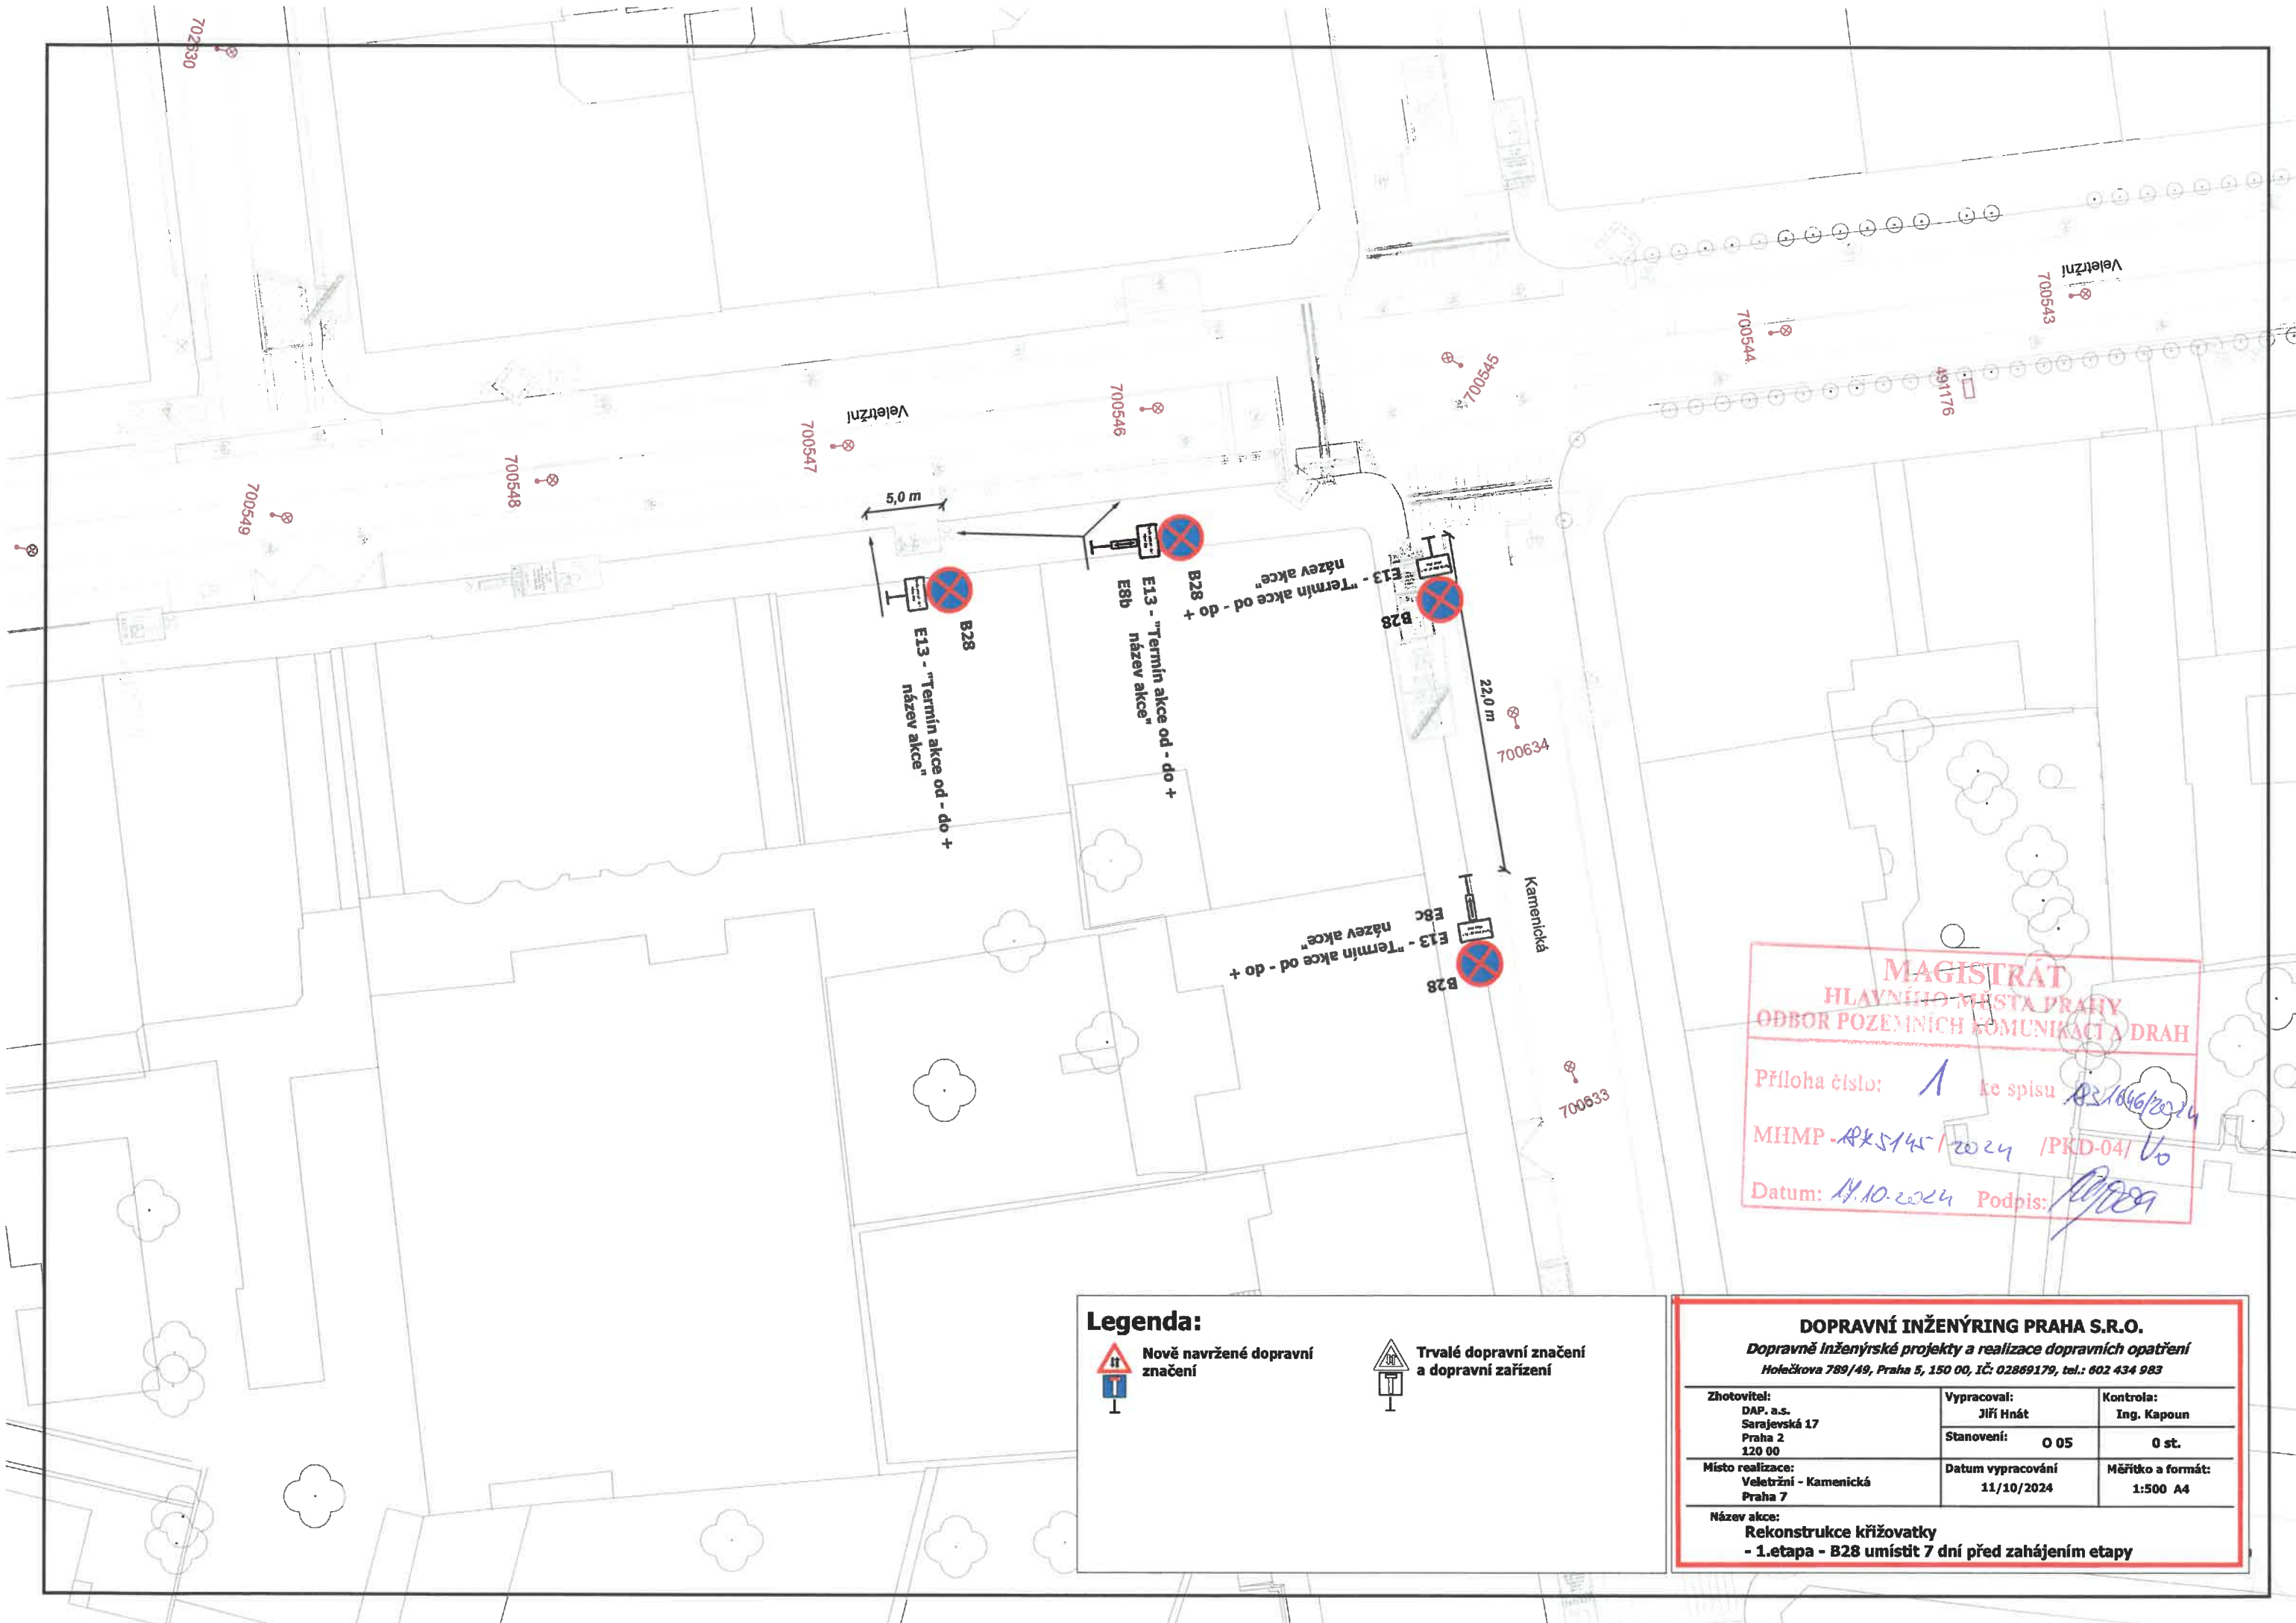 702630
Veletržní
700543
700544
491176
700545
700546
Veletržní
700547
700548
700549
5,0 m
B28
E13 - "Termín akce od - do +
název akce"
B28
E13 - "Termín akce od - do +
E8b název akce"
B28
E13 - "Termín akce od - do +
název akce"
22,0 m
700634
Kamenická
E8c
E13 - "Termín akce od - do +
název akce"
B28
700633
MAGISTRÁT
HLAVNÍHO MĚSTA PRAHY
ODBOR POZEMNÍCH KOMUNIKACÍ A DRAH
Příloha číslo: 1 ke spisu
MHMP - /2024 /PKD-04/ Vo
Datum: 10.2024 Podpis:
Legenda:
Nově navržené dopravní
značení
Trvalé dopravní značení
a dopravní zařízení
DOPRAVNÍ INŽENÝRING PRAHA S.R.O.
Dopravně inženýrské projekty a realizace dopravních opatření
Holečkova 789/49, Praha 5, 150 00, IČ: 02869179, tel.: 602 434 983
Zhotovitel:
DAP. a.s.
Sarajevská 17
Praha 2
120 00
Vypracoval:
Jiří Hnát
Kontrola:
Ing. Kapoun
Stanovení: O 05
0 st.
Místo realizace:
Veletržní - Kamenická
Praha 7
Datum vypracování
11/10/2024
Měřítko a formát:
1:500 A4
Název akce:
Rekonstrukce křižovatky
- 1.etapa - B28 umístit 7 dní před zahájením etapy